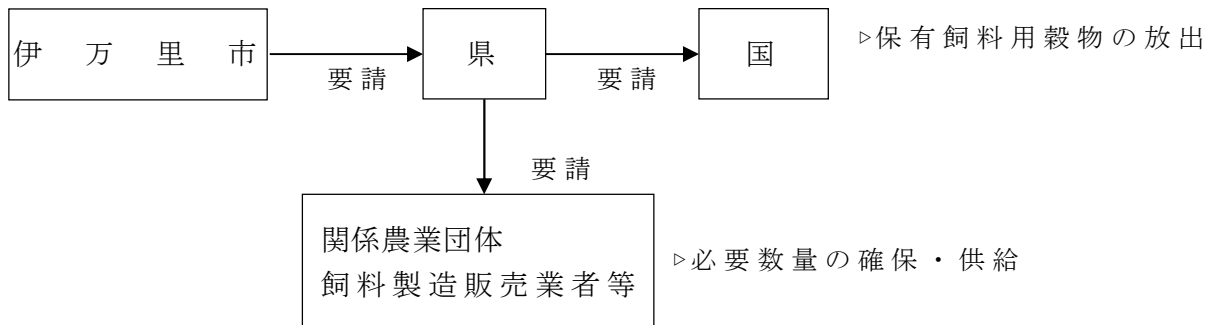 伊万里市
県
国
▷保有飼料用穀物の放出
要請
要請
要請
関係農業団体
飼料製造販売業者等
▷必要数量の確保・供給